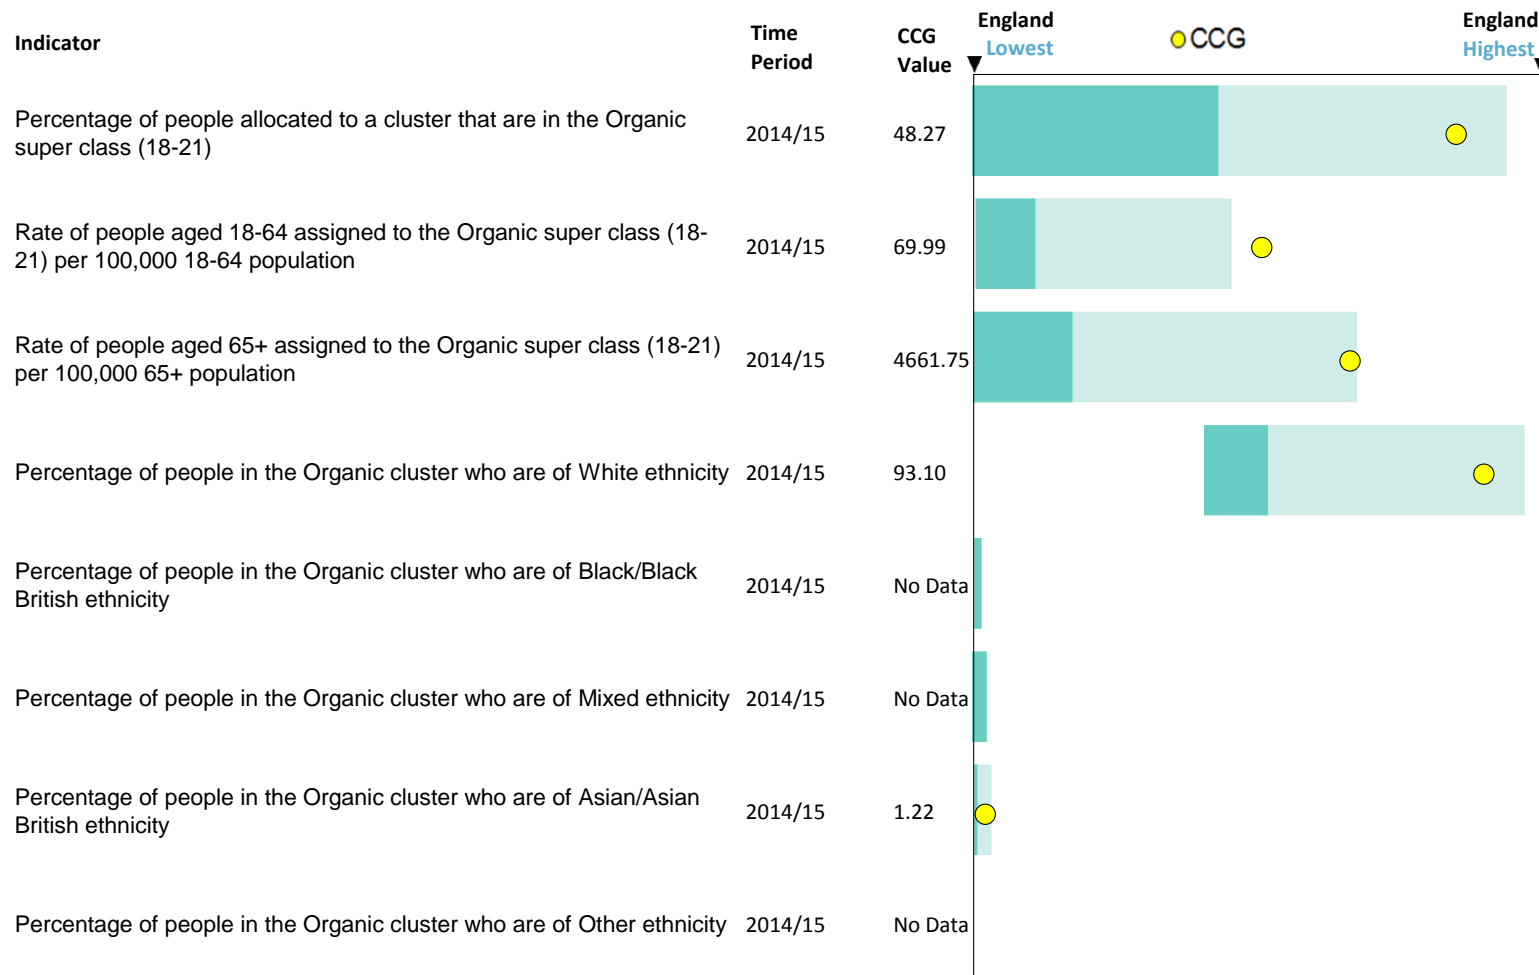 Indicator
Time
Period
CCG
Value
England
Lowest
CCG
England
Highest
Percentage of people allocated to a cluster that are in the Organic
super class (18-21)
2014/15
48.27
Rate of people aged 18-64 assigned to the Organic super class (18-
21) per 100,000 18-64 population
2014/15
69.99
Rate of people aged 65+ assigned to the Organic super class (18-21)
per 100,000 65+ population
2014/15
4661.75
Percentage of people in the Organic cluster who are of White ethnicity
2014/15
93.10
Percentage of people in the Organic cluster who are of Black/Black
British ethnicity
2014/15
No Data
Percentage of people in the Organic cluster who are of Mixed ethnicity
2014/15
No Data
Percentage of people in the Organic cluster who are of Asian/Asian
British ethnicity
2014/15
1.22
Percentage of people in the Organic cluster who are of Other ethnicity
2014/15
No Data